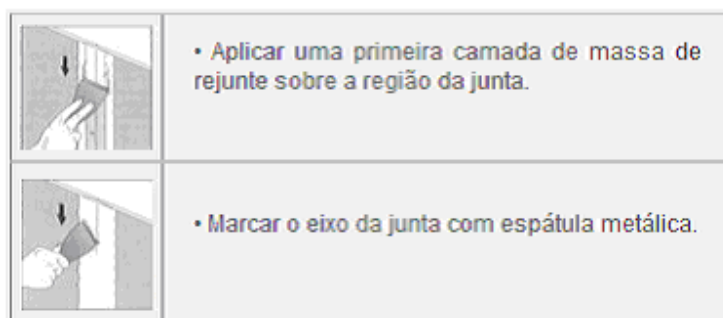 • Aplicar uma primeira camada de massa de
rejunte sobre a região da junta.
• Marcar o eixo da junta com espátula metálica.